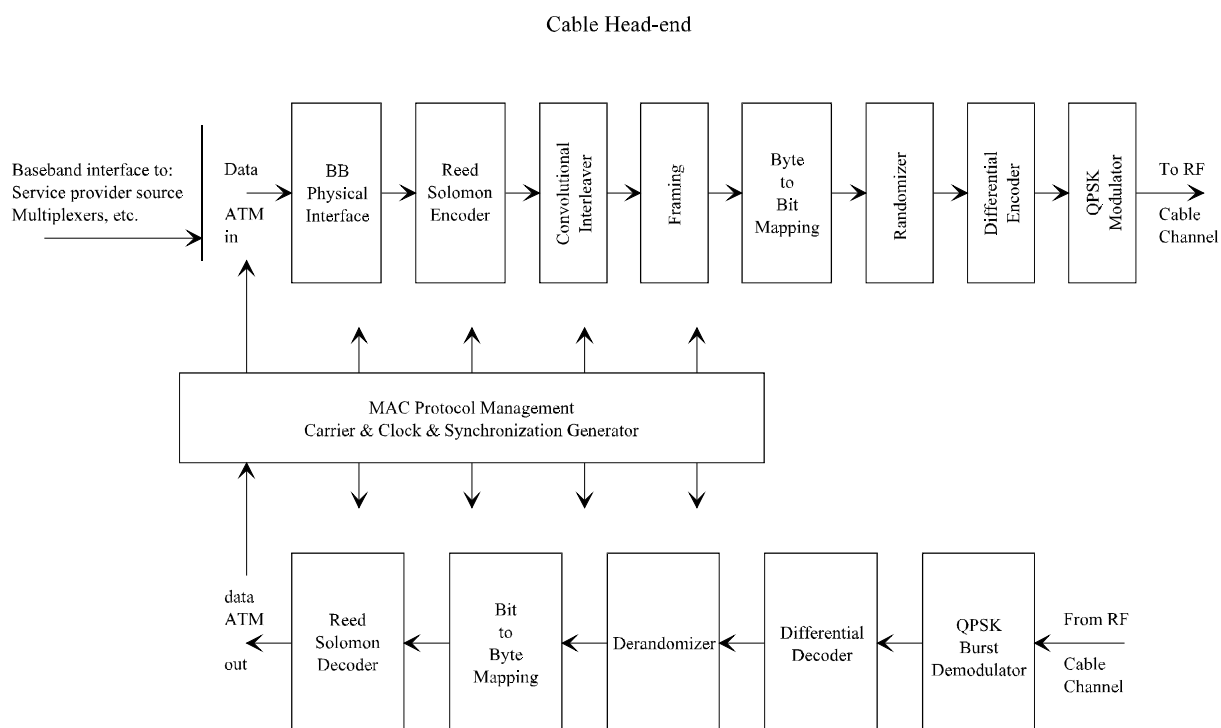 Cable Head-end
Baseband interface to:
Service provider source
Multiplexers, etc.
Data
ATM
in
BB
Physical
Interface
Reed
Solomon
Encoder
Convolutional
Interleaver
Framing
Byte
to
Bit
Mapping
Randomizer
Differential
Encoder
QPSK
Modulator
To RF
Cable
Channel
MAC Protocol Management
Carrier & Clock & Synchronization Generator
data
ATM
out
Reed
Solomon
Decoder
Bit
to
Byte
Mapping
Derandomizer
Differential
Decoder
QPSK
Burst
Demodulator
From RF
Cable
Channel